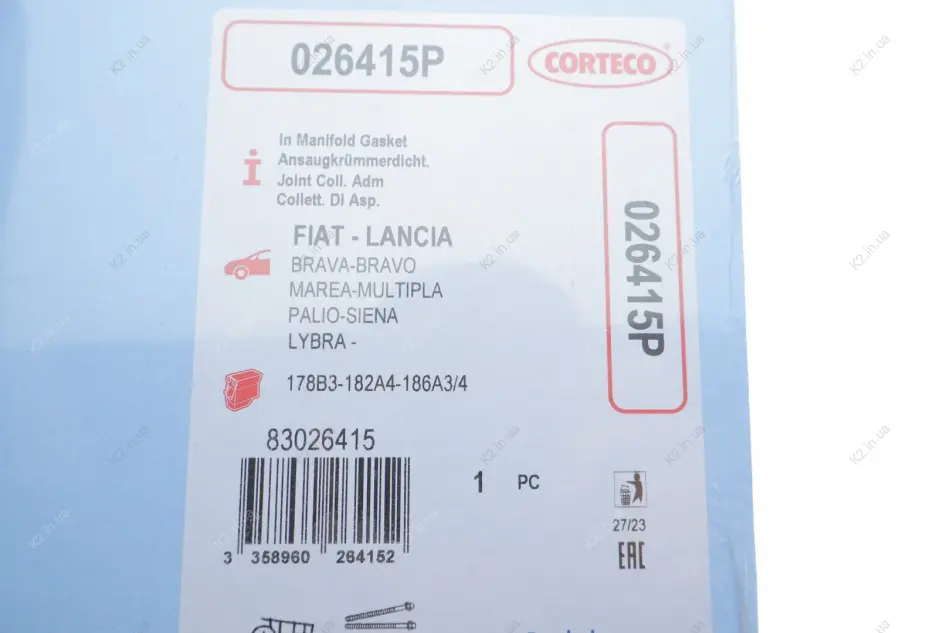 026415P
CORTECO
In Manifold Gasket
Ansaugkrümmerdicht.
Joint Coll. Adm
Collett. Di Asp.
FIAT - LANCIA
BRAVA-BRAVO
MAREA-MULTIPLA
PALIO-SIENA
LYBRA -
026415P
178B3-182A4-186A3/4
83026415
1 PC
3 358960 264152
27/23
EAC
K2.in.ua